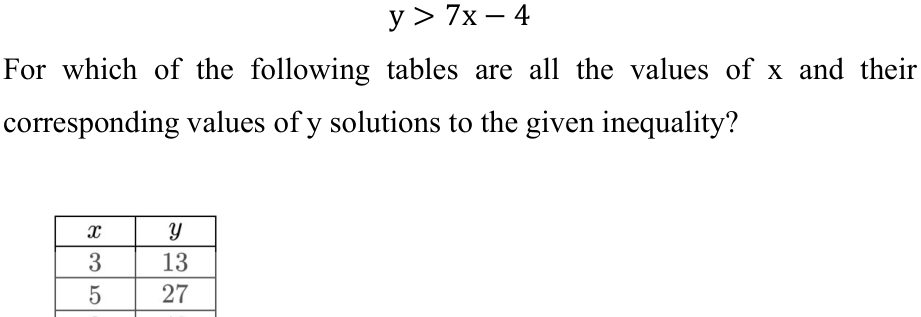 y > 7x – 4
For which of the following tables are all the values of x and their
corresponding values of y solutions to the given inequality?
x y
3 13
5 27